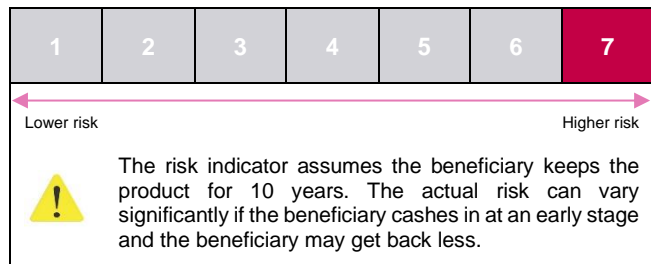 1 2 3 4 5 6 7
Lower risk Higher risk
The risk indicator assumes the beneficiary keeps the
product for 10 years. The actual risk can vary
significantly if the beneficiary cashes in at an early stage
and the beneficiary may get back less.